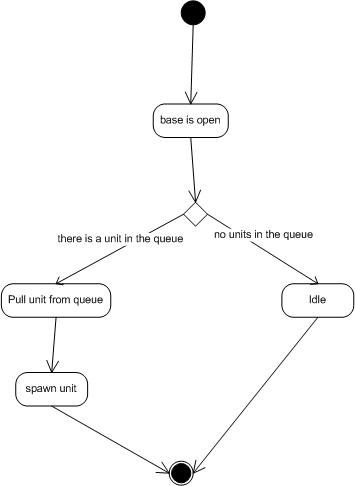 base is open
there is a unit in the queue
no units in the queue
Pull unit from queue
Idle
spawn unit